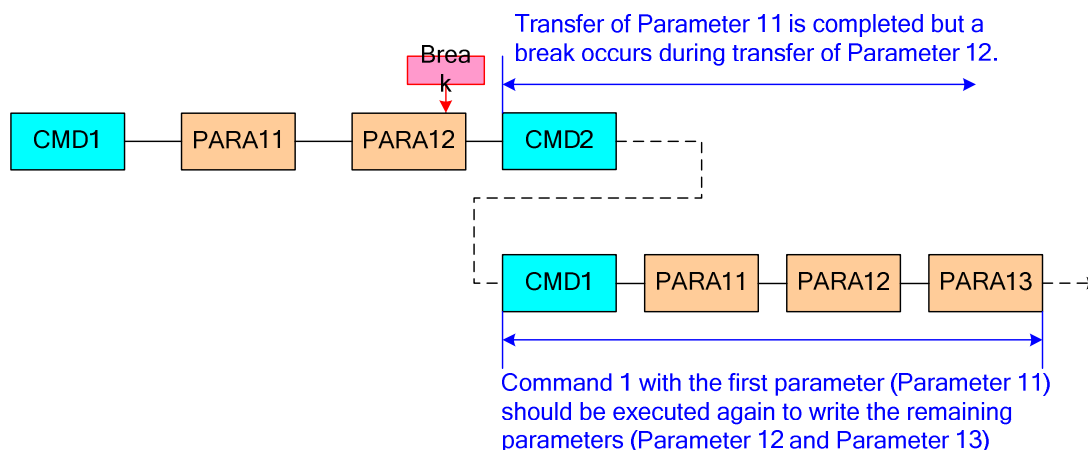 Transfer of Parameter 11 is completed but a
break occurs during transfer of Parameter 12.
Brea
k
CMD1
PARA11
PARA12
CMD2
CMD1
PARA11
PARA12
PARA13
Command 1 with the first parameter (Parameter 11)
should be executed again to write the remaining
parameters (Parameter 12 and Parameter 13)